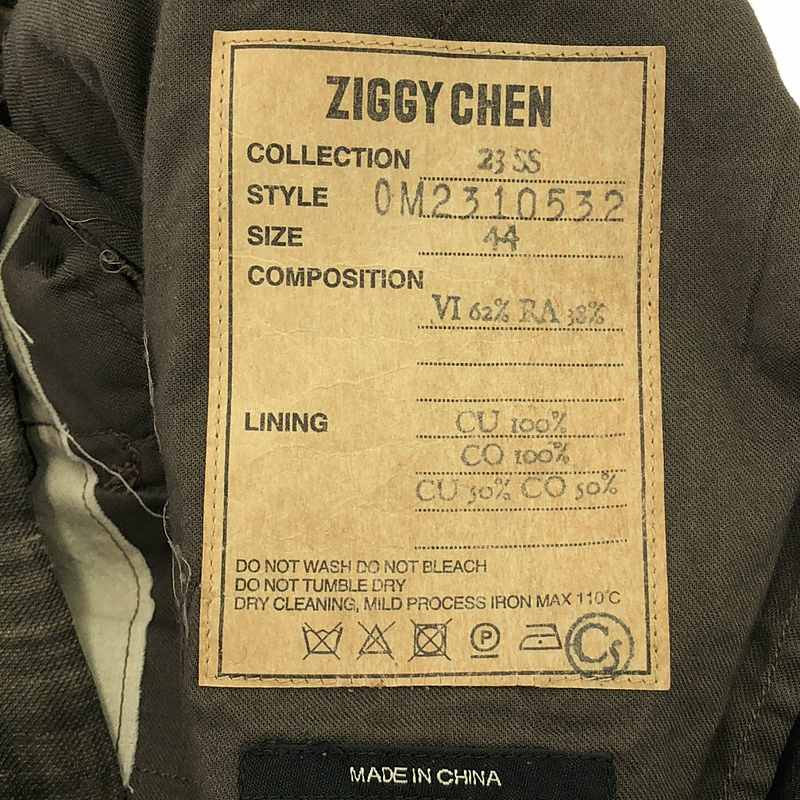 ZIGGY CHEN
COLLECTION 23 SS
STYLE 0M2310532
SIZE 44
COMPOSITION
VI 62% RA 38%
LINING CU 100%
CO 100%
CU 50% CO 50%
DO NOT WASH DO NOT BLEACH
DO NOT TUMBLE DRY
DRY CLEANING, MILD PROCESS IRON MAX 110°C
P
Cs
MADE IN CHINA